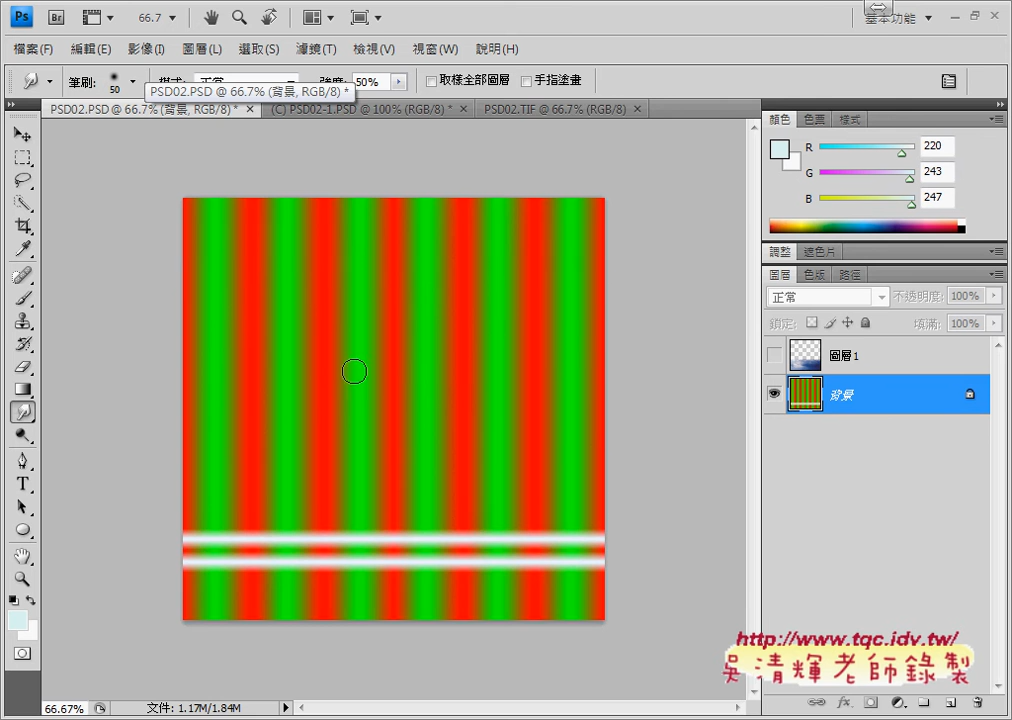 Ps Br 66.7 基本功能
檔案(F) 編輯(E) 影像(I) 圖層(L) 選取(S) 濾鏡(T) 檢視(V) 視窗(W) 說明(H)
筆刷: 50 模式: 正常 強度: 50% 取樣全部圖層 手指塗畫
PSD02.PSD @ 66.7% (背景, RGB/8) *
PSD02.PSD @ 66.7% (背景, RGB/8) * (C) PSD02-1.PSD @ 100% (RGB/8) * PSD02.TIF @ 66.7% (RGB/8)
顏色 色票 樣式
R 220
G 243
B 247
調整 遮色片
圖層 色版 路徑
正常 不透明度: 100%
鎖定: 填滿: 100%
圖層 1
背景
http://www.tqc.idv.tw/
吳清輝老師錄製
66.67% 文件: 1.17M/1.84M